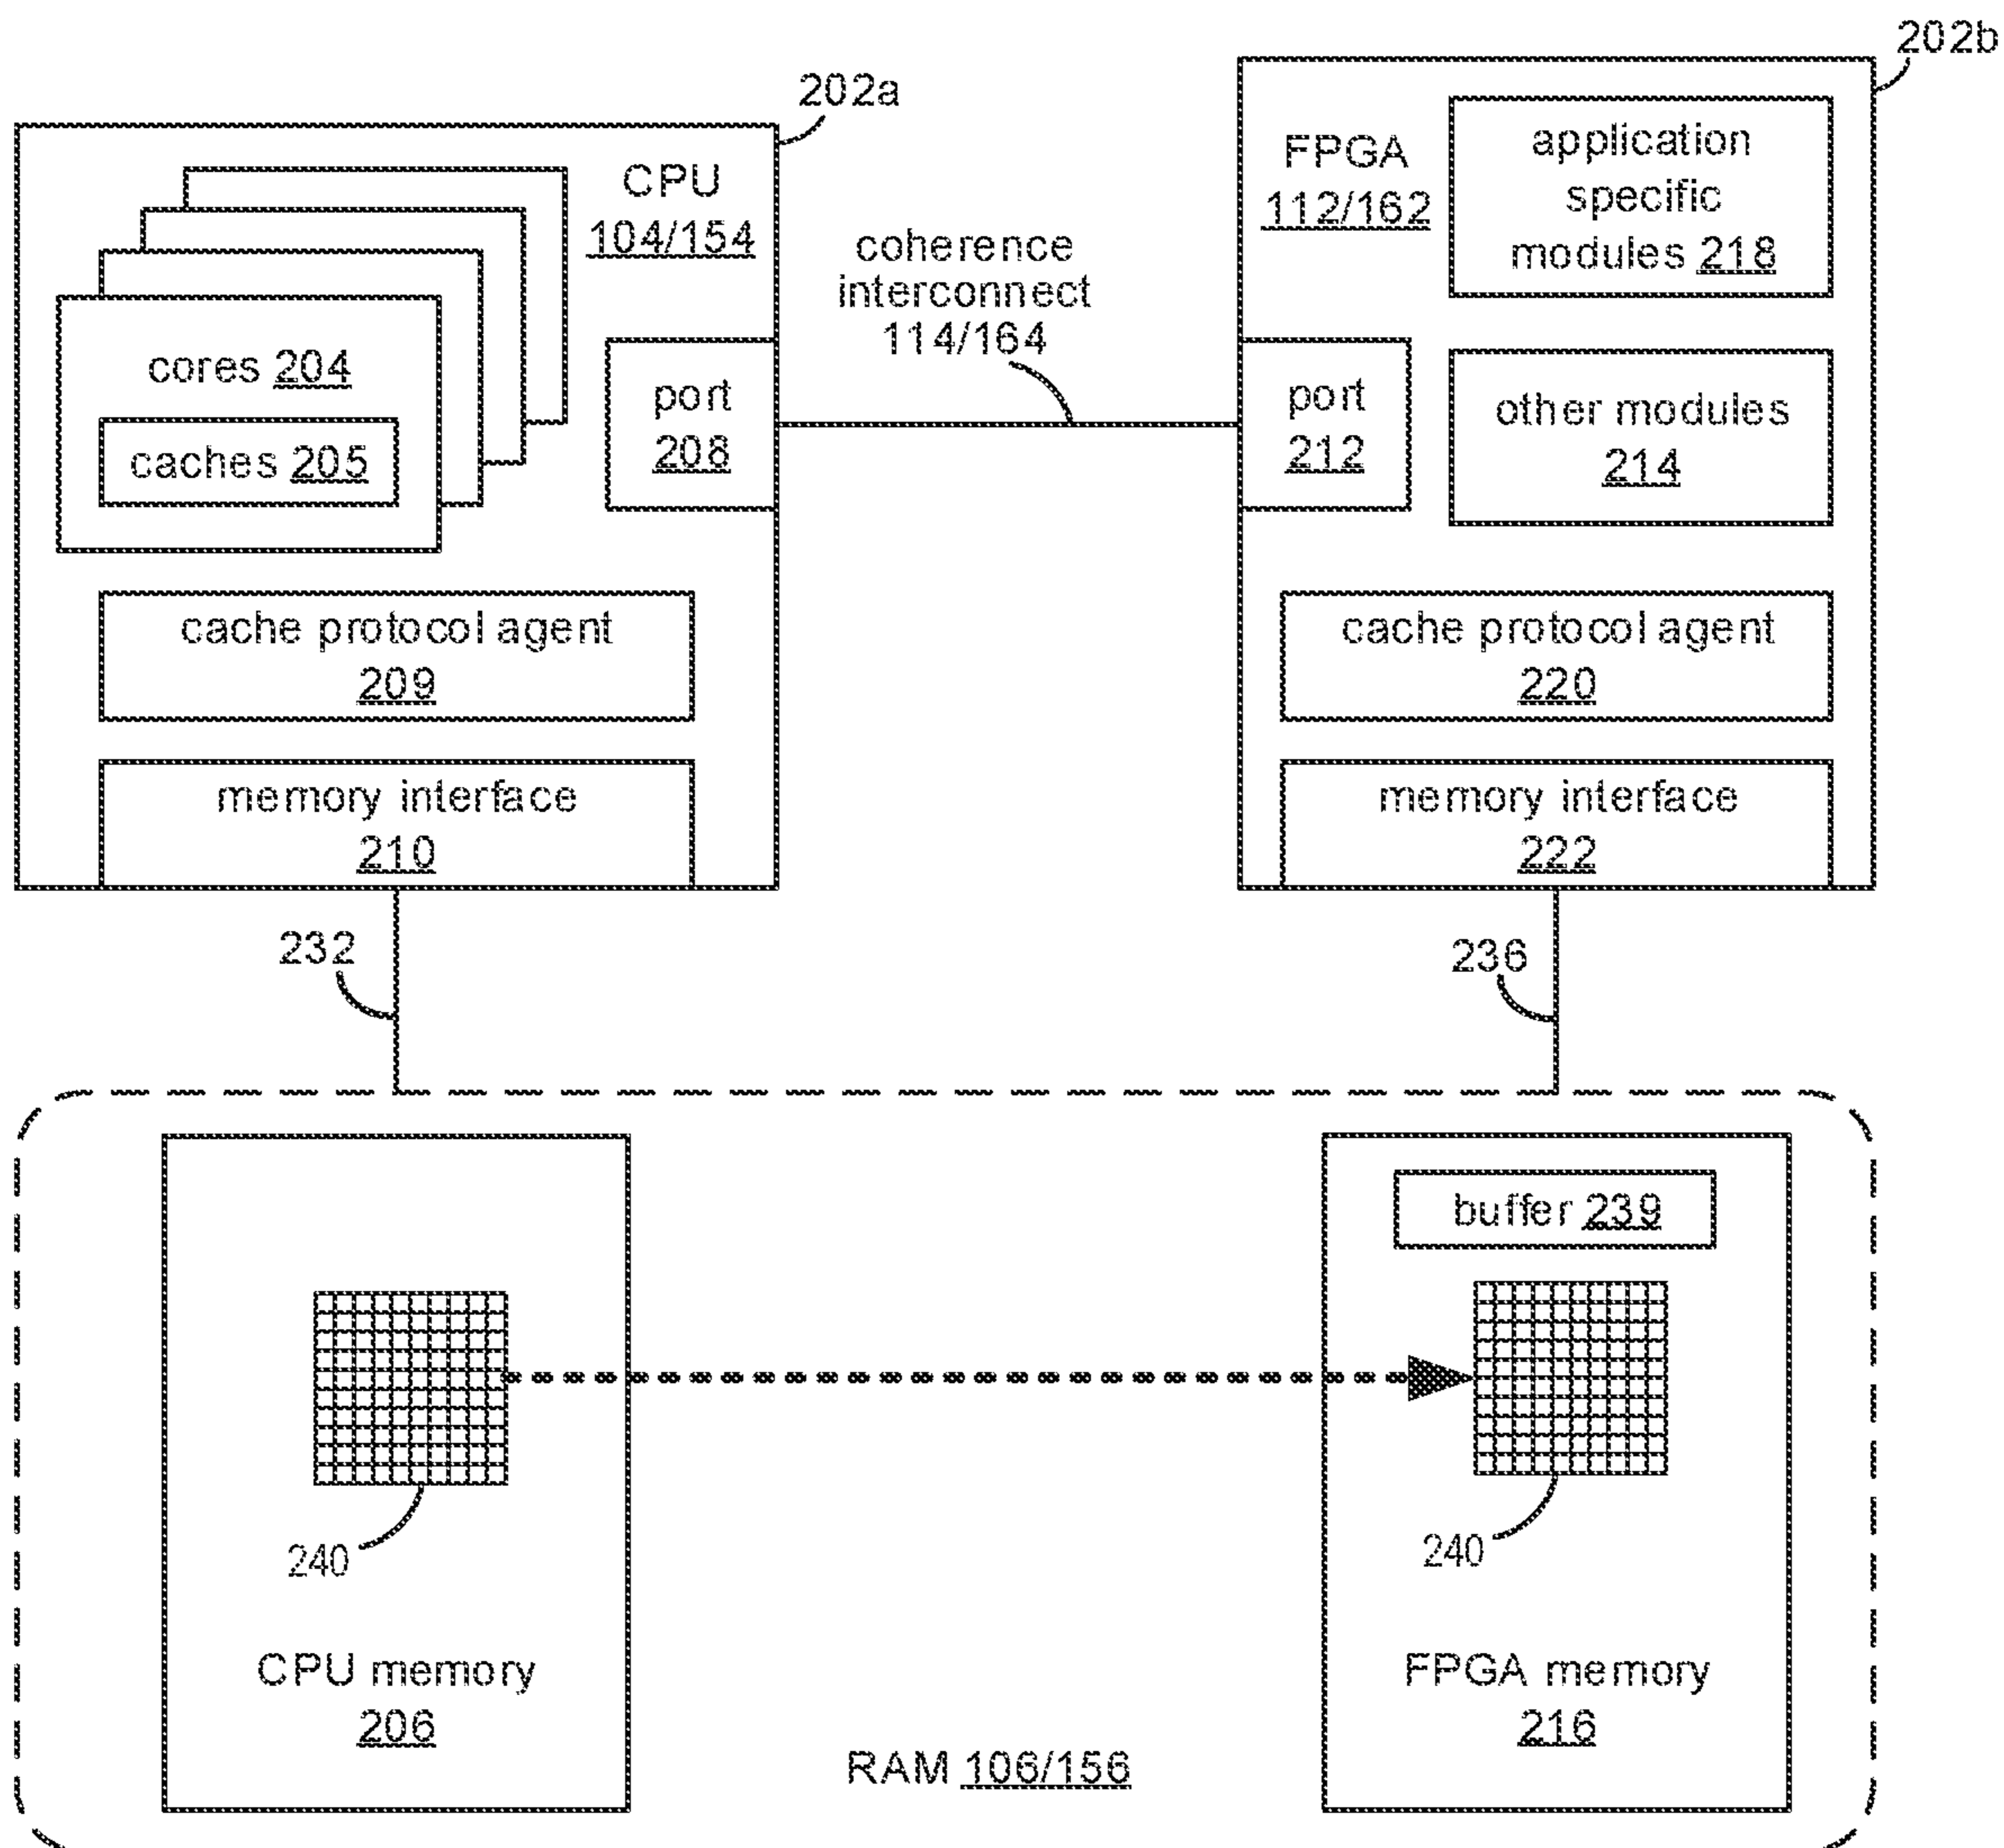 202a
202b
CPU
104/154
cores 204
caches 205
port
208
cache protocol agent
209
memory interface
210
coherence
interconnect
114/164
FPGA
112/162
application
specific
modules 218
port
212
other modules
214
cache protocol agent
220
memory interface
222
232
236
240
CPU memory
206
buffer 239
240
FPGA memory
216
RAM 106/156